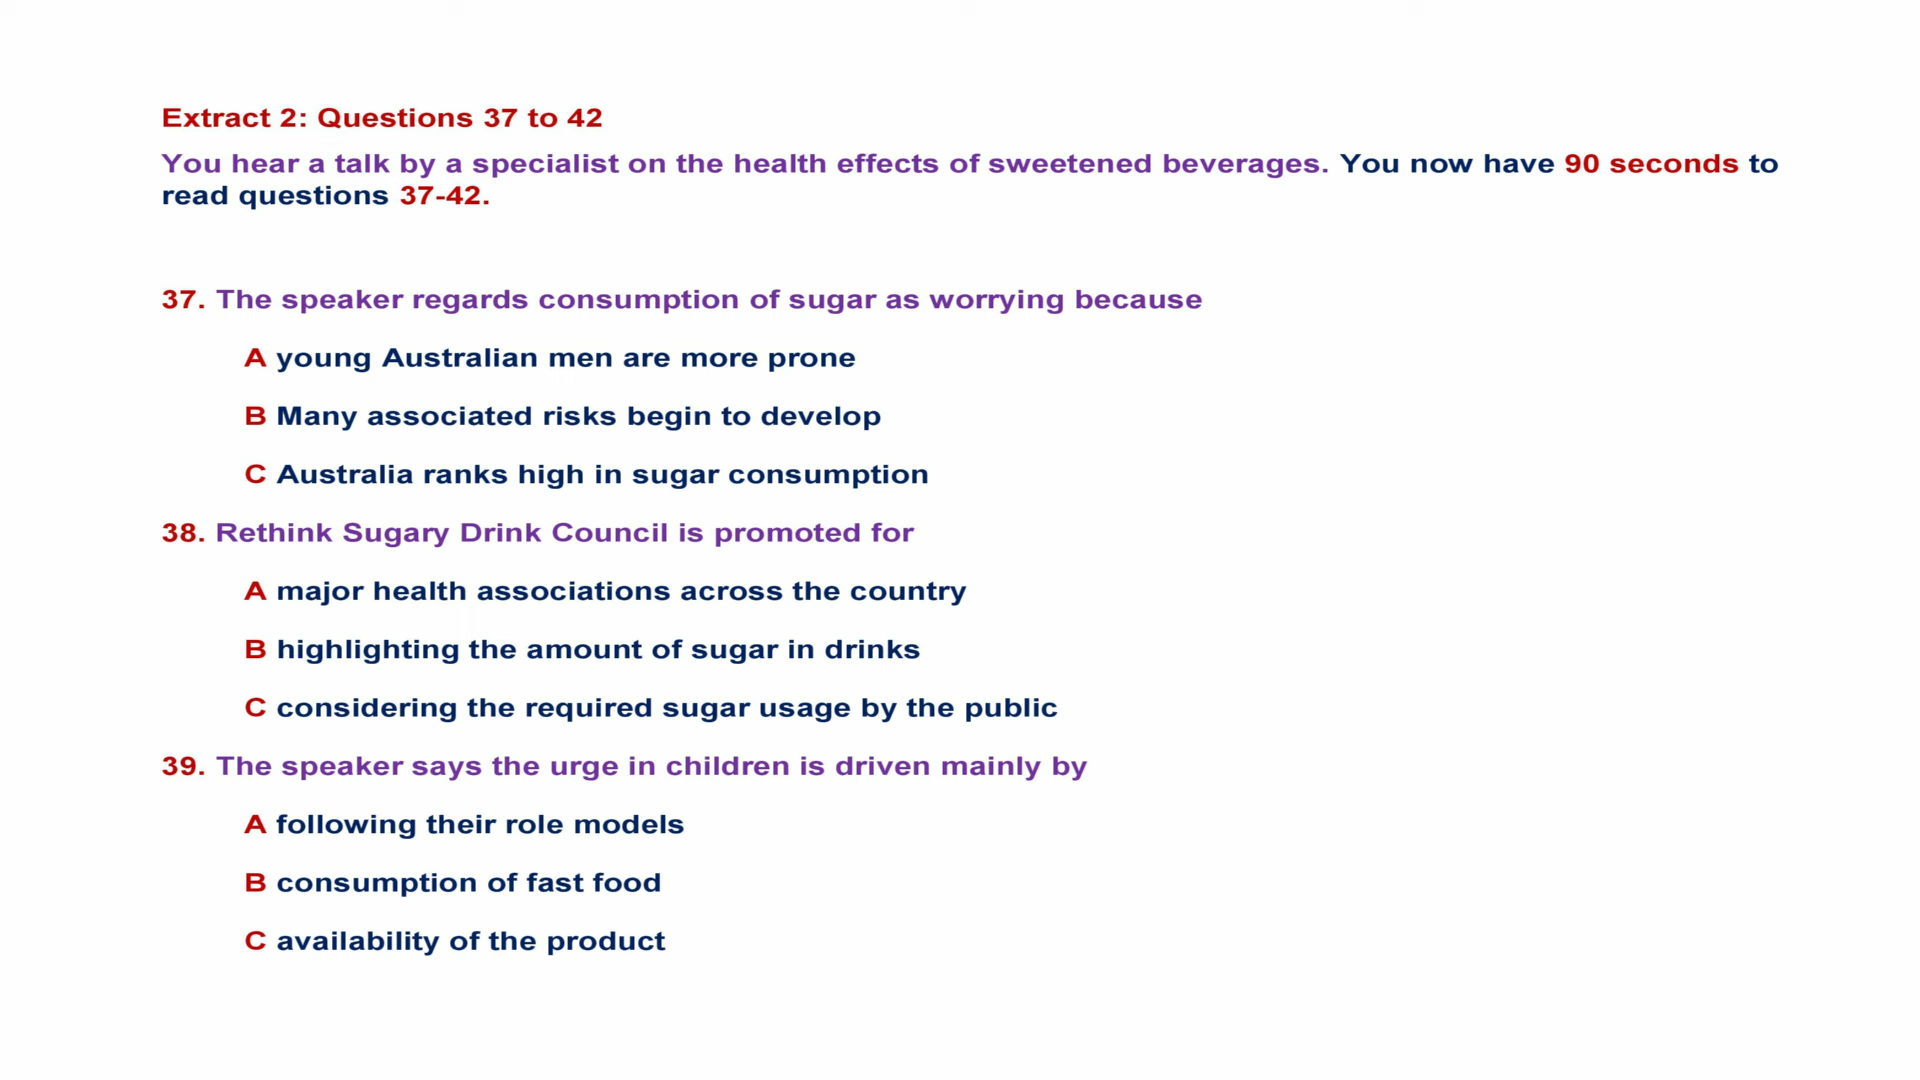 Extract 2: Questions 37 to 42
You hear a talk by a specialist on the health effects of sweetened beverages. You now have 90 seconds to
read questions 37-42.
37. The speaker regards consumption of sugar as worrying because
A young Australian men are more prone
B Many associated risks begin to develop
C Australia ranks high in sugar consumption
38. Rethink Sugary Drink Council is promoted for
A major health associations across the country
B highlighting the amount of sugar in drinks
C considering the required sugar usage by the public
39. The speaker says the urge in children is driven mainly by
A following their role models
B consumption of fast food
C availability of the product